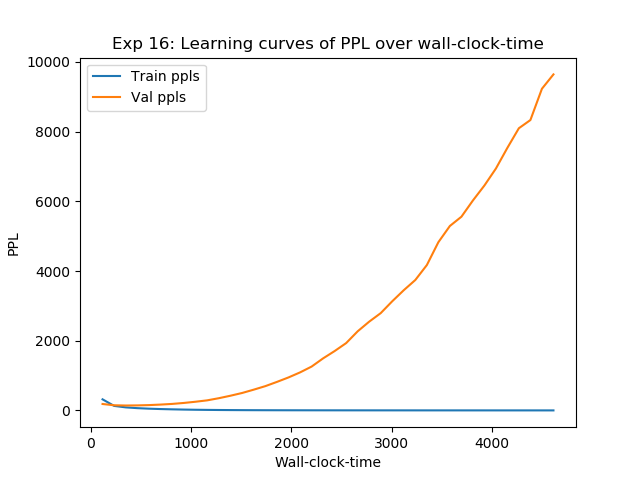 Exp 16: Learning curves of PPL over wall-clock-time
Train ppls
Val ppls
PPL
10000
8000
6000
4000
2000
0
0 1000 2000 3000 4000
Wall-clock-time